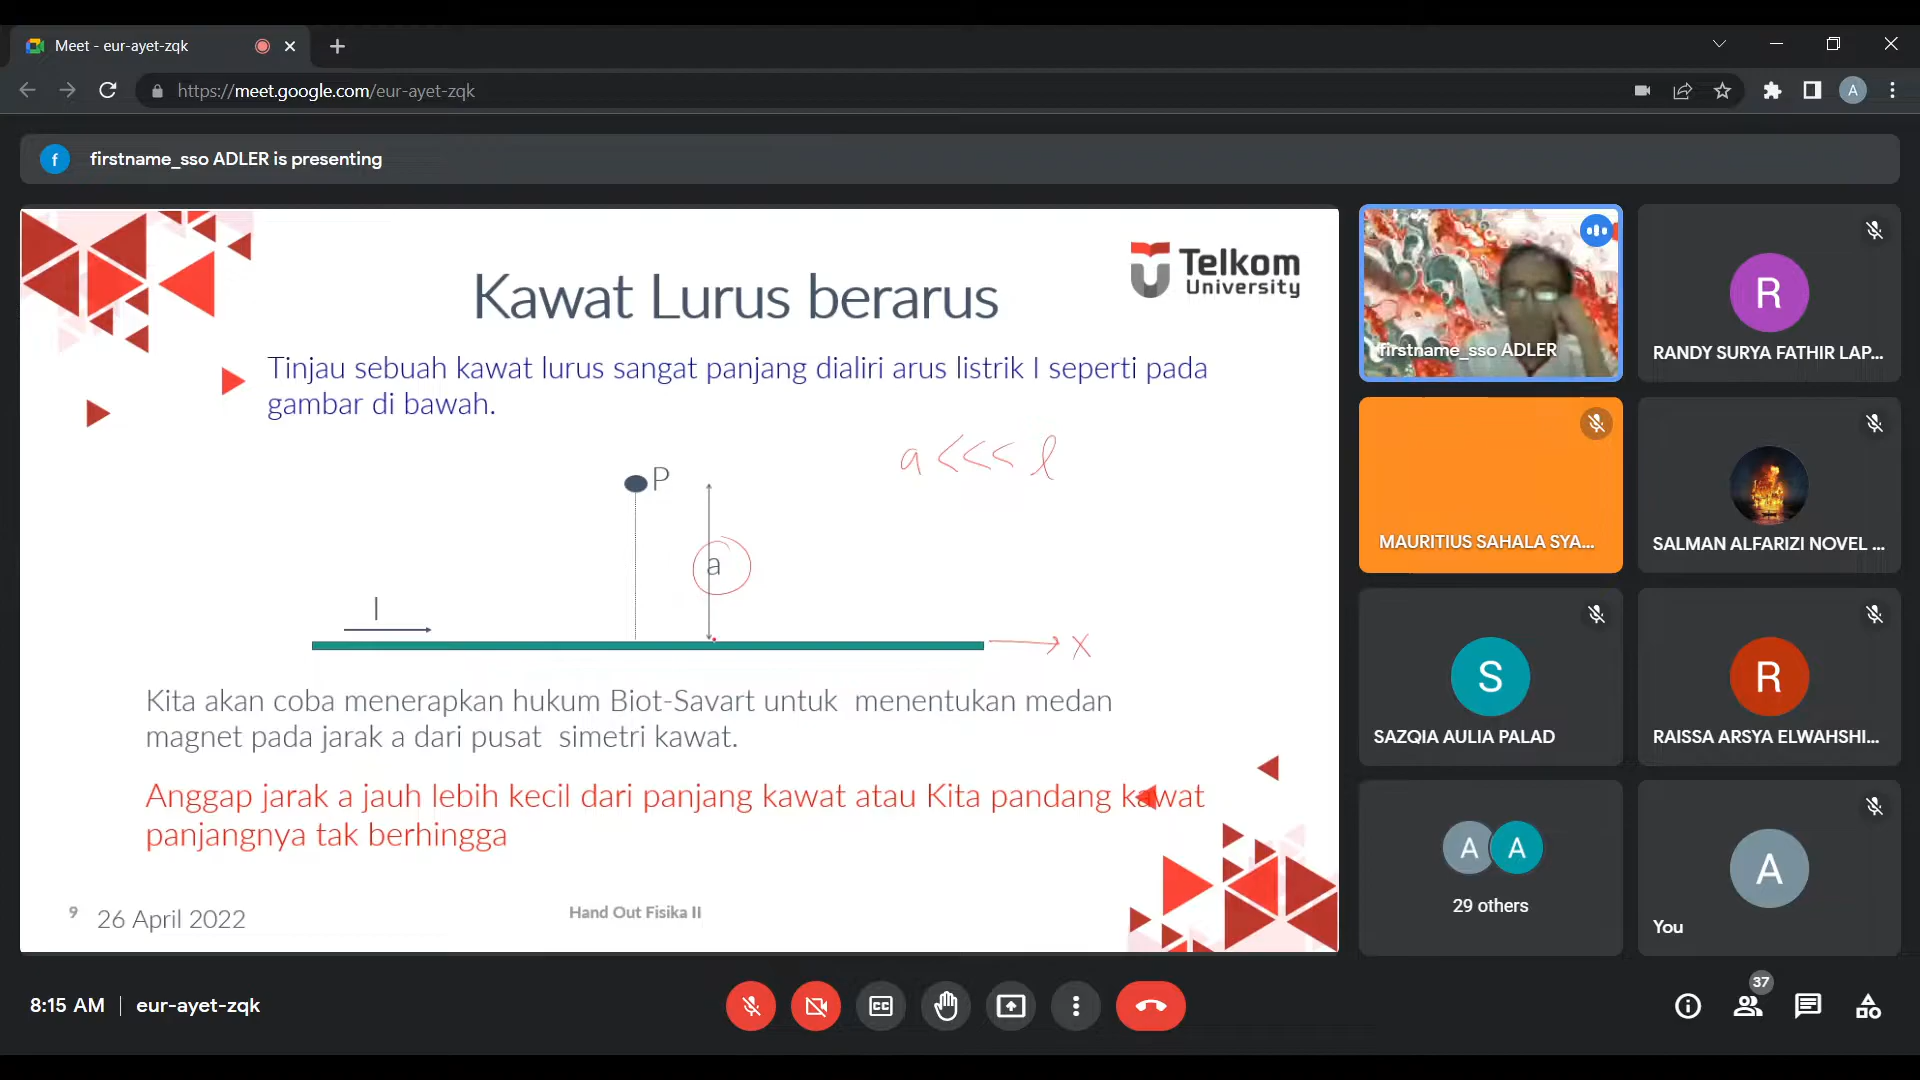 Meet - eur-ayet-zqk
https://meet.google.com/eur-ayet-zqk
A
f
firstname_sso ADLER is presenting
Telkom
University
Kawat Lurus berarus
Tinjau sebuah kawat lurus sangat panjang dialiri arus listrik I seperti pada
gambar di bawah.
a <<< l
P
a
I
x
Kita akan coba menerapkan hukum Biot-Savart untuk menentukan medan
magnet pada jarak a dari pusat simetri kawat.
Anggap jarak a jauh lebih kecil dari panjang kawat atau Kita pandang kawat
panjangnya tak berhingga
9
26 April 2022
Hand Out Fisika II
firstname_sso ADLER
R
RANDY SURYA FATHIR LAP...
MAURITIUS SAHALA SYA...
SALMAN ALFARIZI NOVEL ...
S
SAZQIA AULIA PALAD
R
RAISSA ARSYA ELWAHSHI...
A A
29 others
A
You
8:15 AM | eur-ayet-zqk
CC
37